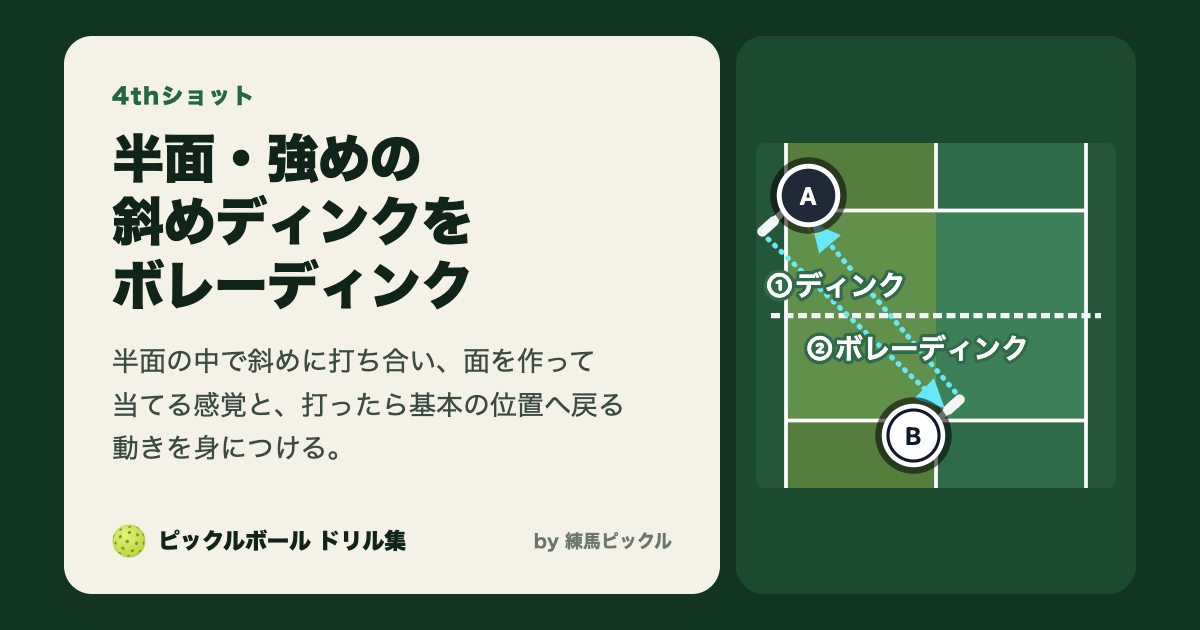 4thショット
半面・強めの
斜めディンクを
ボレーディンク
半面の中で斜めに打ち合い、面を作って
当てる感覚と、打ったら基本の位置へ戻る
動きを身につける。
ピックルボール ドリル集
by 練馬ピックル
A
①ディンク
②ボレーディンク
B